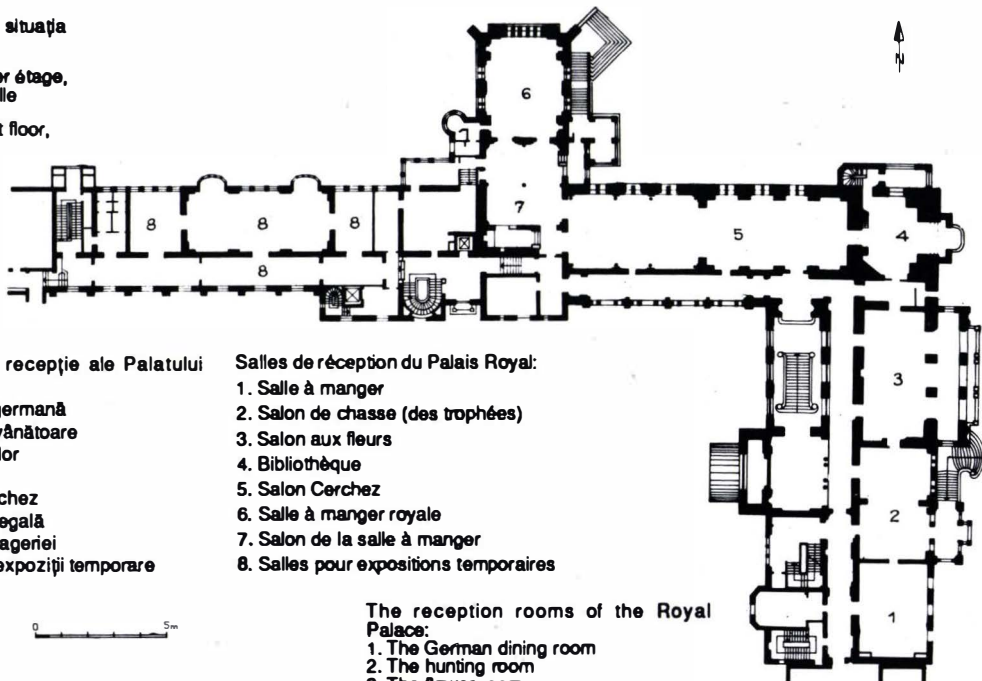 situația
er étage,
lle
t floor,
N
6
7
8
8
8
8
5
4
3
2
1
recepție ale Palatului
germană
vânătoare
lor
chez
egală
ageriei
expoziții temporare
Salles de réception du Palais Royal:
1. Salle à manger
2. Salon de chasse (des trophées)
3. Salon aux fleurs
4. Bibliothèque
5. Salon Cerchez
6. Salle à manger royale
7. Salon de la salle à manger
8. Salles pour expositions temporaires
0 5m
The reception rooms of the Royal
Palace:
1. The German dining room
2. The hunting room